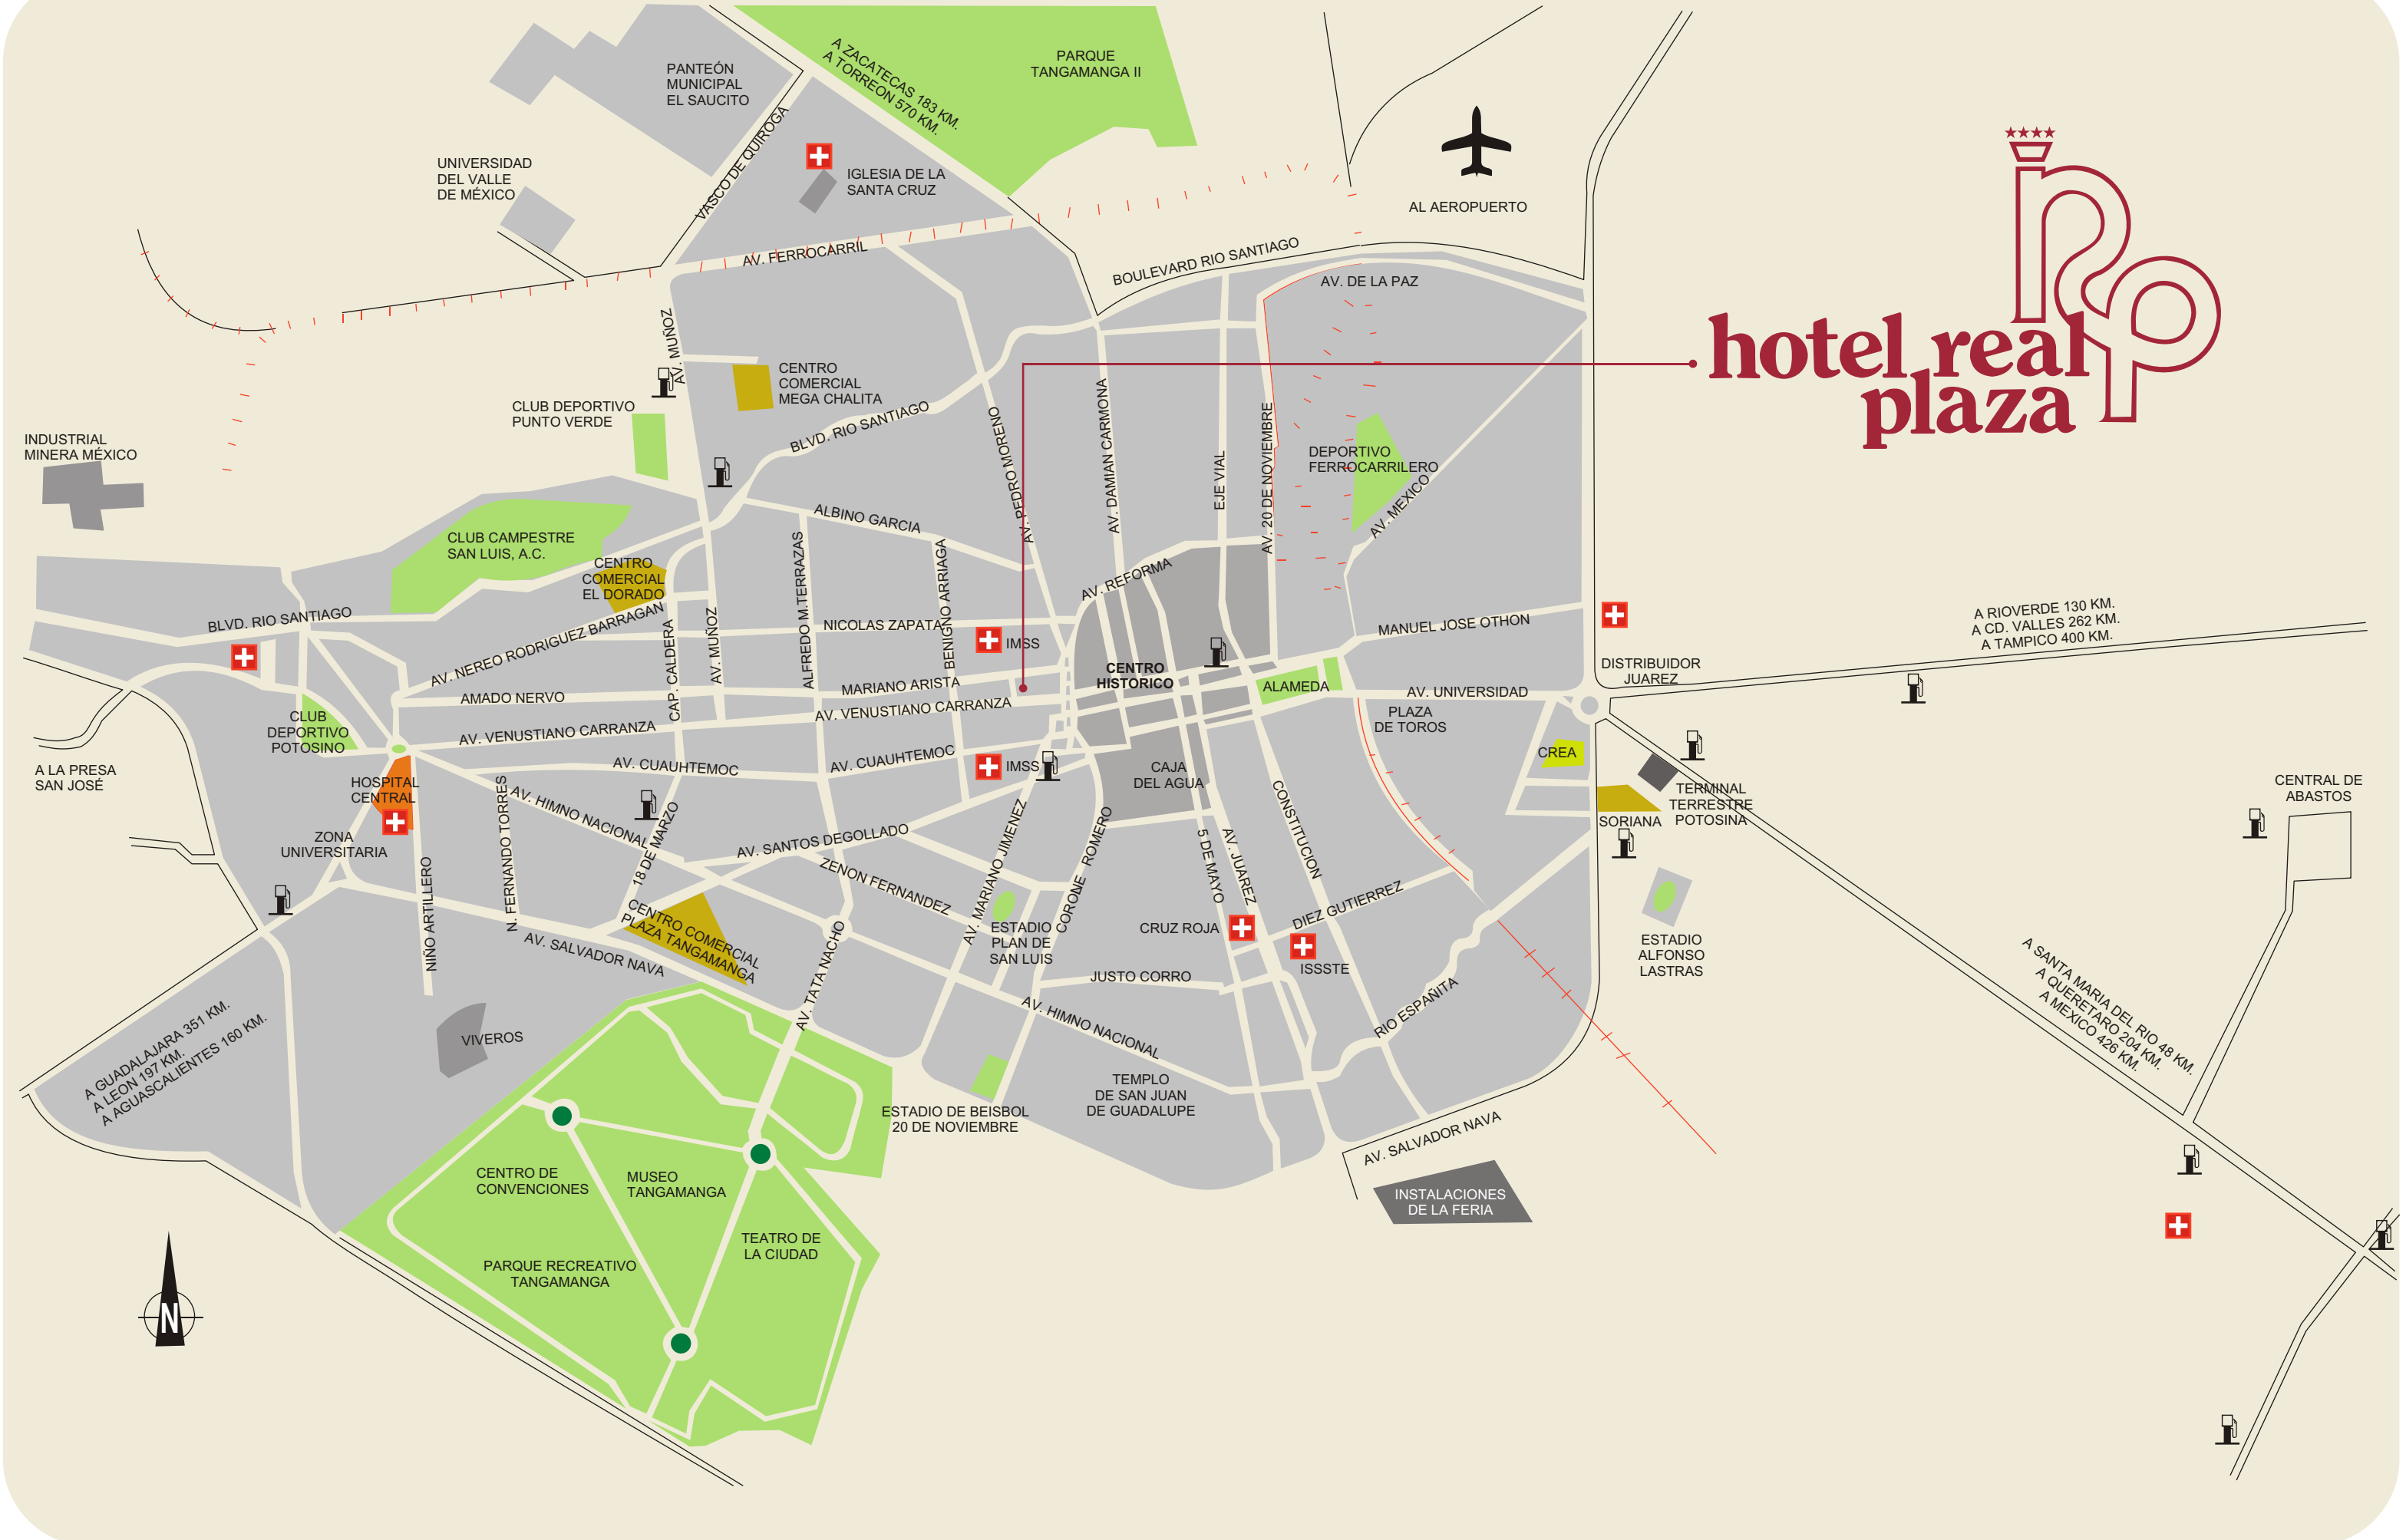 PANTEÓN
MUNICIPAL
EL SAUCITO
A ZACATECAS 183 KM.
A TORREON 570 KM.
PARQUE
TANGAMANGA II
UNIVERSIDAD
DEL VALLE
DE MÉXICO
VASCO DE QUIROGA
IGLESIA DE LA
SANTA CRUZ
AL AEROPUERTO
AV. FERROCARRIL
BOULEVARD RIO SANTIAGO
AV. DE LA PAZ
hotel real
plaza
AV. MUÑOZ
CENTRO
COMERCIAL
MEGA CHALITA
CLUB DEPORTIVO
PUNTO VERDE
BLVD. RIO SANTIAGO
INDUSTRIAL
MINERA MÉXICO
AV. PEDRO MORENO
AV. DAMIAN CARMONA
EJE VIAL
AV. 20 DE NOVIEMBRE
DEPORTIVO
FERROCARRILERO
AV. MEXICO
ALBINO GARCIA
CLUB CAMPESTRE
SAN LUIS, A.C.
CENTRO
COMERCIAL
EL DORADO
ALFREDO M.TERRAZAS
BENIGNO ARRIAGA
AV. REFORMA
BLVD. RIO SANTIAGO
AV. NEREO RODRIGUEZ BARRAGAN
CAP. CALDERA
AV. MUÑOZ
NICOLAS ZAPATA
IMSS
MANUEL JOSE OTHON
A RIOVERDE 130 KM.
A CD. VALLES 262 KM.
A TAMPICO 400 KM.
DISTRIBUIDOR
JUAREZ
CENTRO
HISTORICO
ALAMEDA
AMADO NERVO
MARIANO ARISTA
AV. UNIVERSIDAD
AV. VENUSTIANO CARRANZA
AV. VENUSTIANO CARRANZA
PLAZA
DE TOROS
CLUB
DEPORTIVO
POTOSINO
AV. CUAUHTEMOC
AV. CUAUHTEMOC
IMSS
CAJA
DEL AGUA
CREA
A LA PRESA
SAN JOSÉ
HOSPITAL
CENTRAL
TERMINAL
TERRESTRE
POTOSINA
SORIANA
CENTRAL DE
ABASTOS
ZONA
UNIVERSITARIA
NIÑO ARTILLERO
N. FERNANDO TORRES
AV. HIMNO NACIONAL
18 DE MARZO
AV. SANTOS DEGOLLADO
ZENON FERNANDEZ
AV. MARIANO JIMENEZ
CORONEL ROMERO
5 DE MAYO
AV. JUAREZ
CONSTITUCION
DIEZ GUTIERREZ
CENTRO COMERCIAL
PLAZA TANGAMANGA
AV. SALVADOR NAVA
AV. TATA NACHO
ESTADIO
PLAN DE
SAN LUIS
CRUZ ROJA
ISSSTE
JUSTO CORRO
ESTADIO
ALFONSO
LASTRAS
A SANTA MARIA DEL RIO 48 KM.
A QUERETARO 204 KM.
A MEXICO 426 KM.
AV. HIMNO NACIONAL
RIO ESPAÑITA
VIVEROS
A GUADALAJARA 351 KM.
A LEON 197 KM.
A AGUASCALIENTES 160 KM.
ESTADIO DE BEISBOL
20 DE NOVIEMBRE
TEMPLO
DE SAN JUAN
DE GUADALUPE
AV. SALVADOR NAVA
INSTALACIONES
DE LA FERIA
CENTRO DE
CONVENCIONES
MUSEO
TANGAMANGA
TEATRO DE
LA CIUDAD
PARQUE RECREATIVO
TANGAMANGA
N